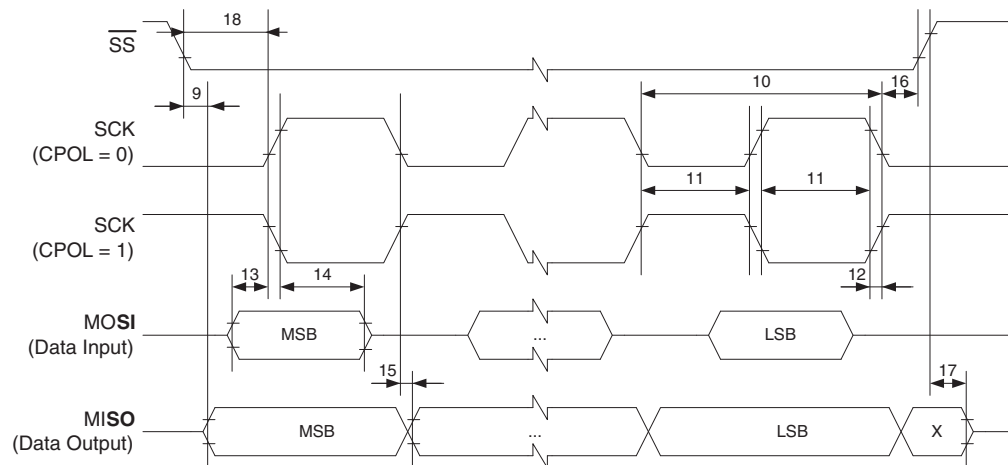 18
SS
10
16
9
SCK
(CPOL = 0)
11
11
SCK
(CPOL = 1)
13
14
12
MOSI
(Data Input)
MSB
...
LSB
15
17
MISO
(Data Output)
MSB
...
LSB
X